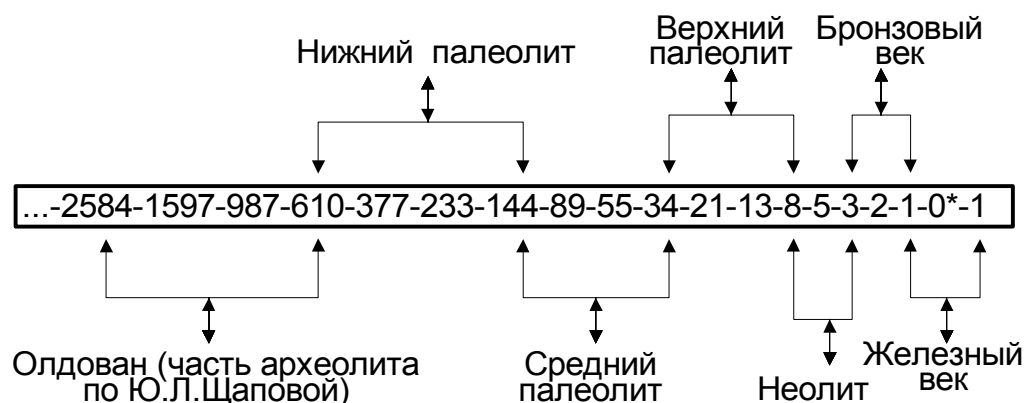 Нижний палеолит
Верхний
палеолит
Бронзовый
век
...-2584-1597-987-610-377-233-144-89-55-34-21-13-8-5-3-2-1-0*-1
Олдован (часть археолита
по Ю.Л.Щаповой)
Средний
палеолит
Неолит
Железный
век